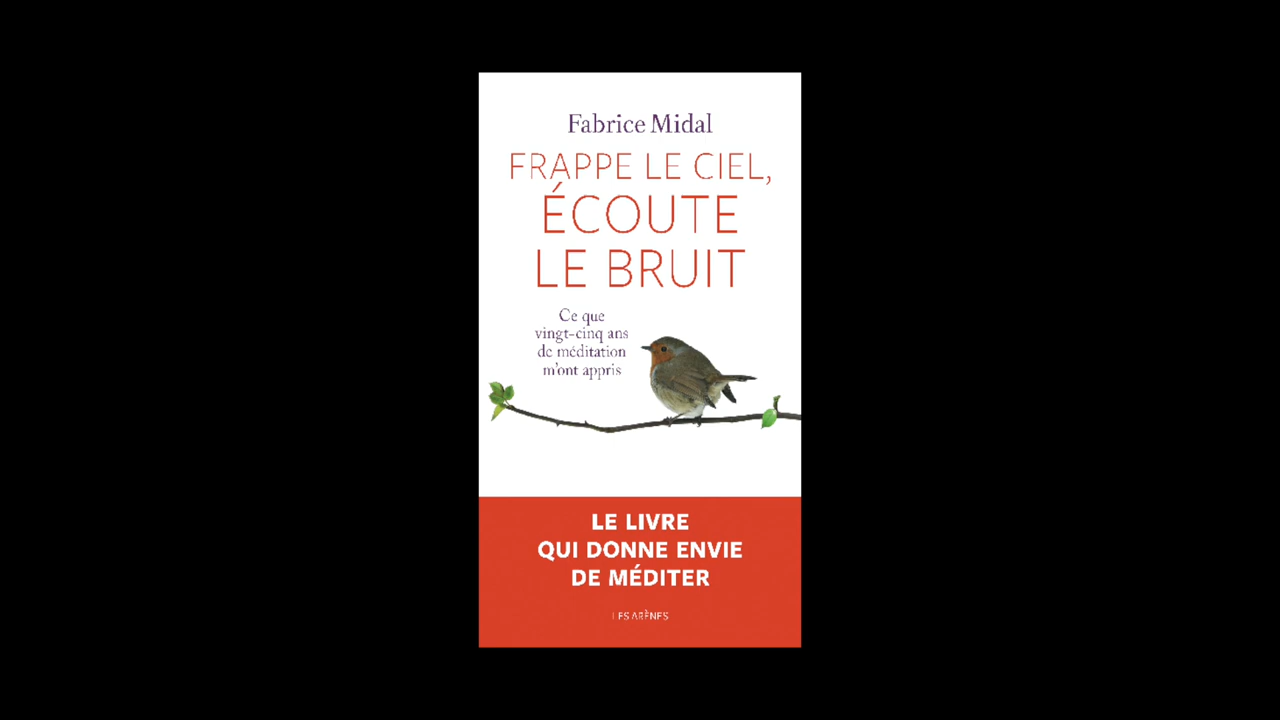 Fabrice Midal
FRAPPE LE CIEL,
ÉCOUTE
LE BRUIT
Ce que
vingt-cinq ans
de méditation
m'ont appris
LE LIVRE
QUI DONNE ENVIE
DE MÉDITER
LES ARÈNES